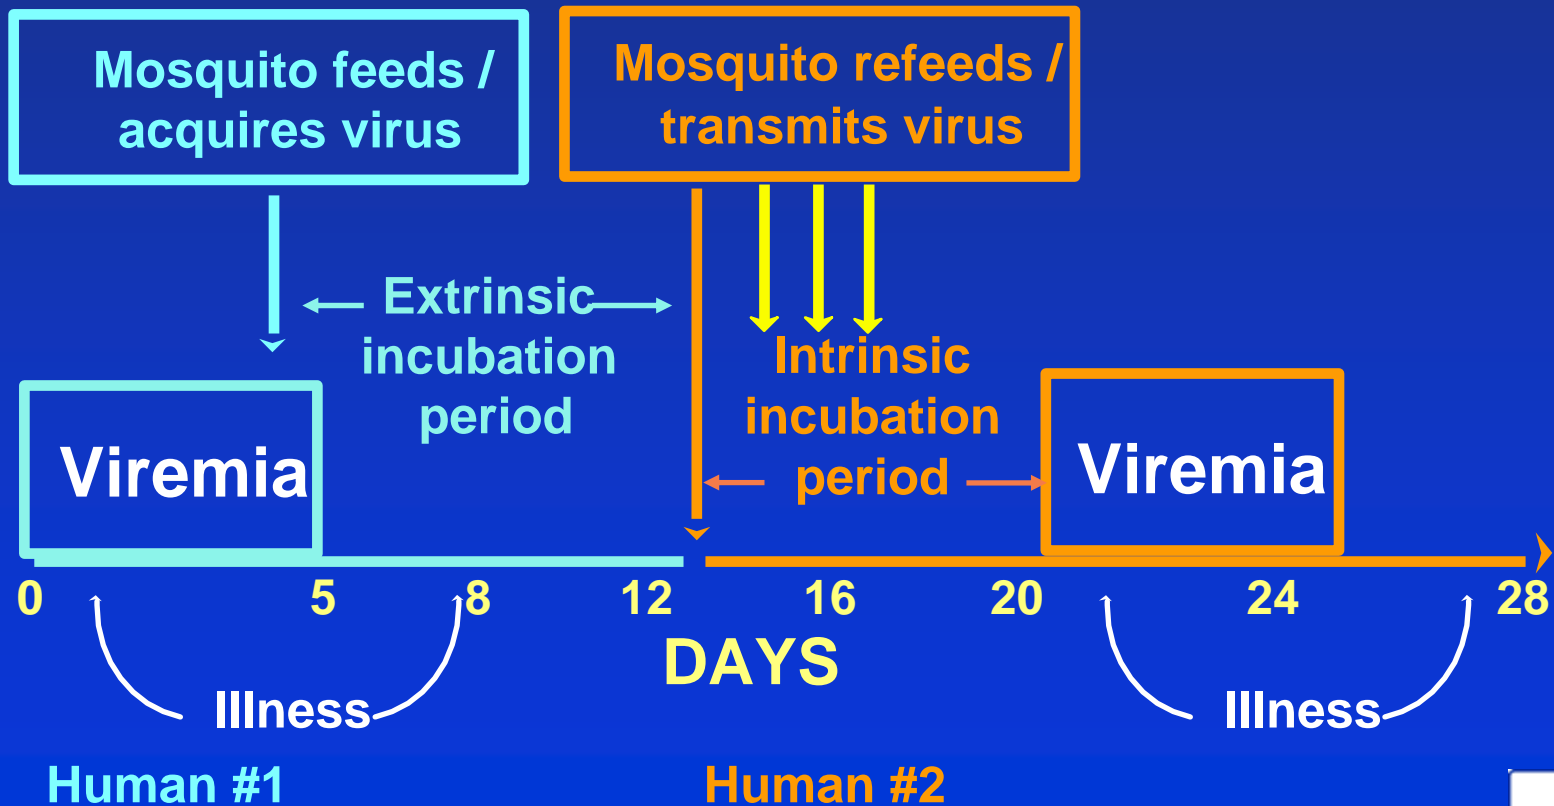 Mosquito feeds /
acquires virus
Mosquito refeeds /
transmits virus
Extrinsic
incubation
period
Intrinsic
incubation
period
Viremia
Viremia
0 5 8 12 16 20 24 28
DAYS
Illness
Illness
Human #1
Human #2